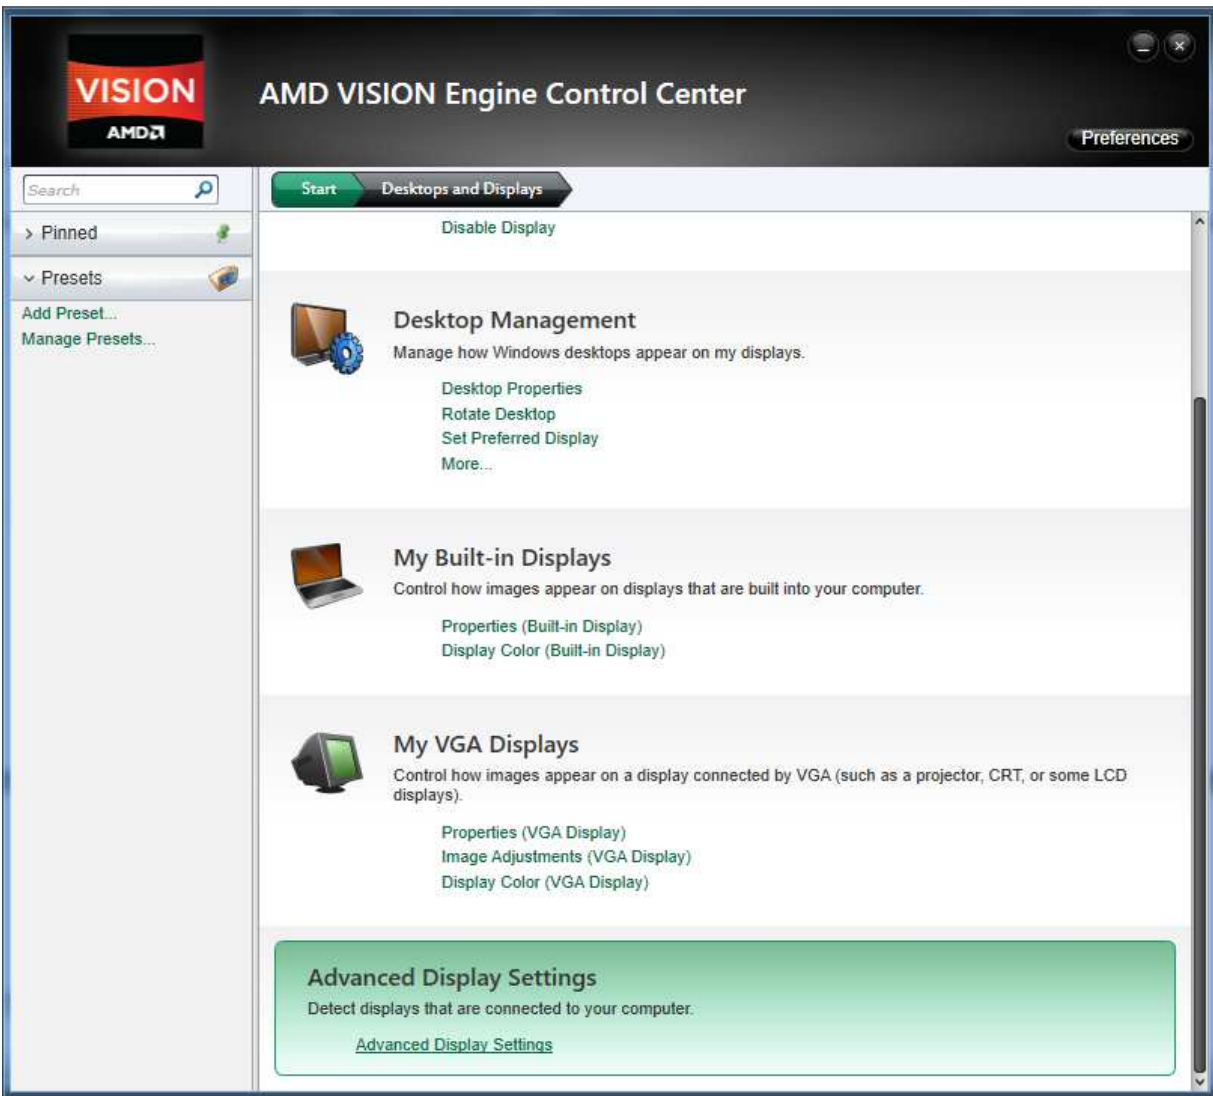 VISION
AMD
AMD VISION Engine Control Center
Preferences
Search
Start
Desktops and Displays
Pinned
Presets
Add Preset...
Manage Presets...
Disable Display
Desktop Management
Manage how Windows desktops appear on my displays.
Desktop Properties
Rotate Desktop
Set Preferred Display
More...
My Built-in Displays
Control how images appear on displays that are built into your computer.
Properties (Built-in Display)
Display Color (Built-in Display)
My VGA Displays
Control how images appear on a display connected by VGA (such as a projector, CRT, or some LCD
displays).
Properties (VGA Display)
Image Adjustments (VGA Display)
Display Color (VGA Display)
Advanced Display Settings
Detect displays that are connected to your computer.
Advanced Display Settings